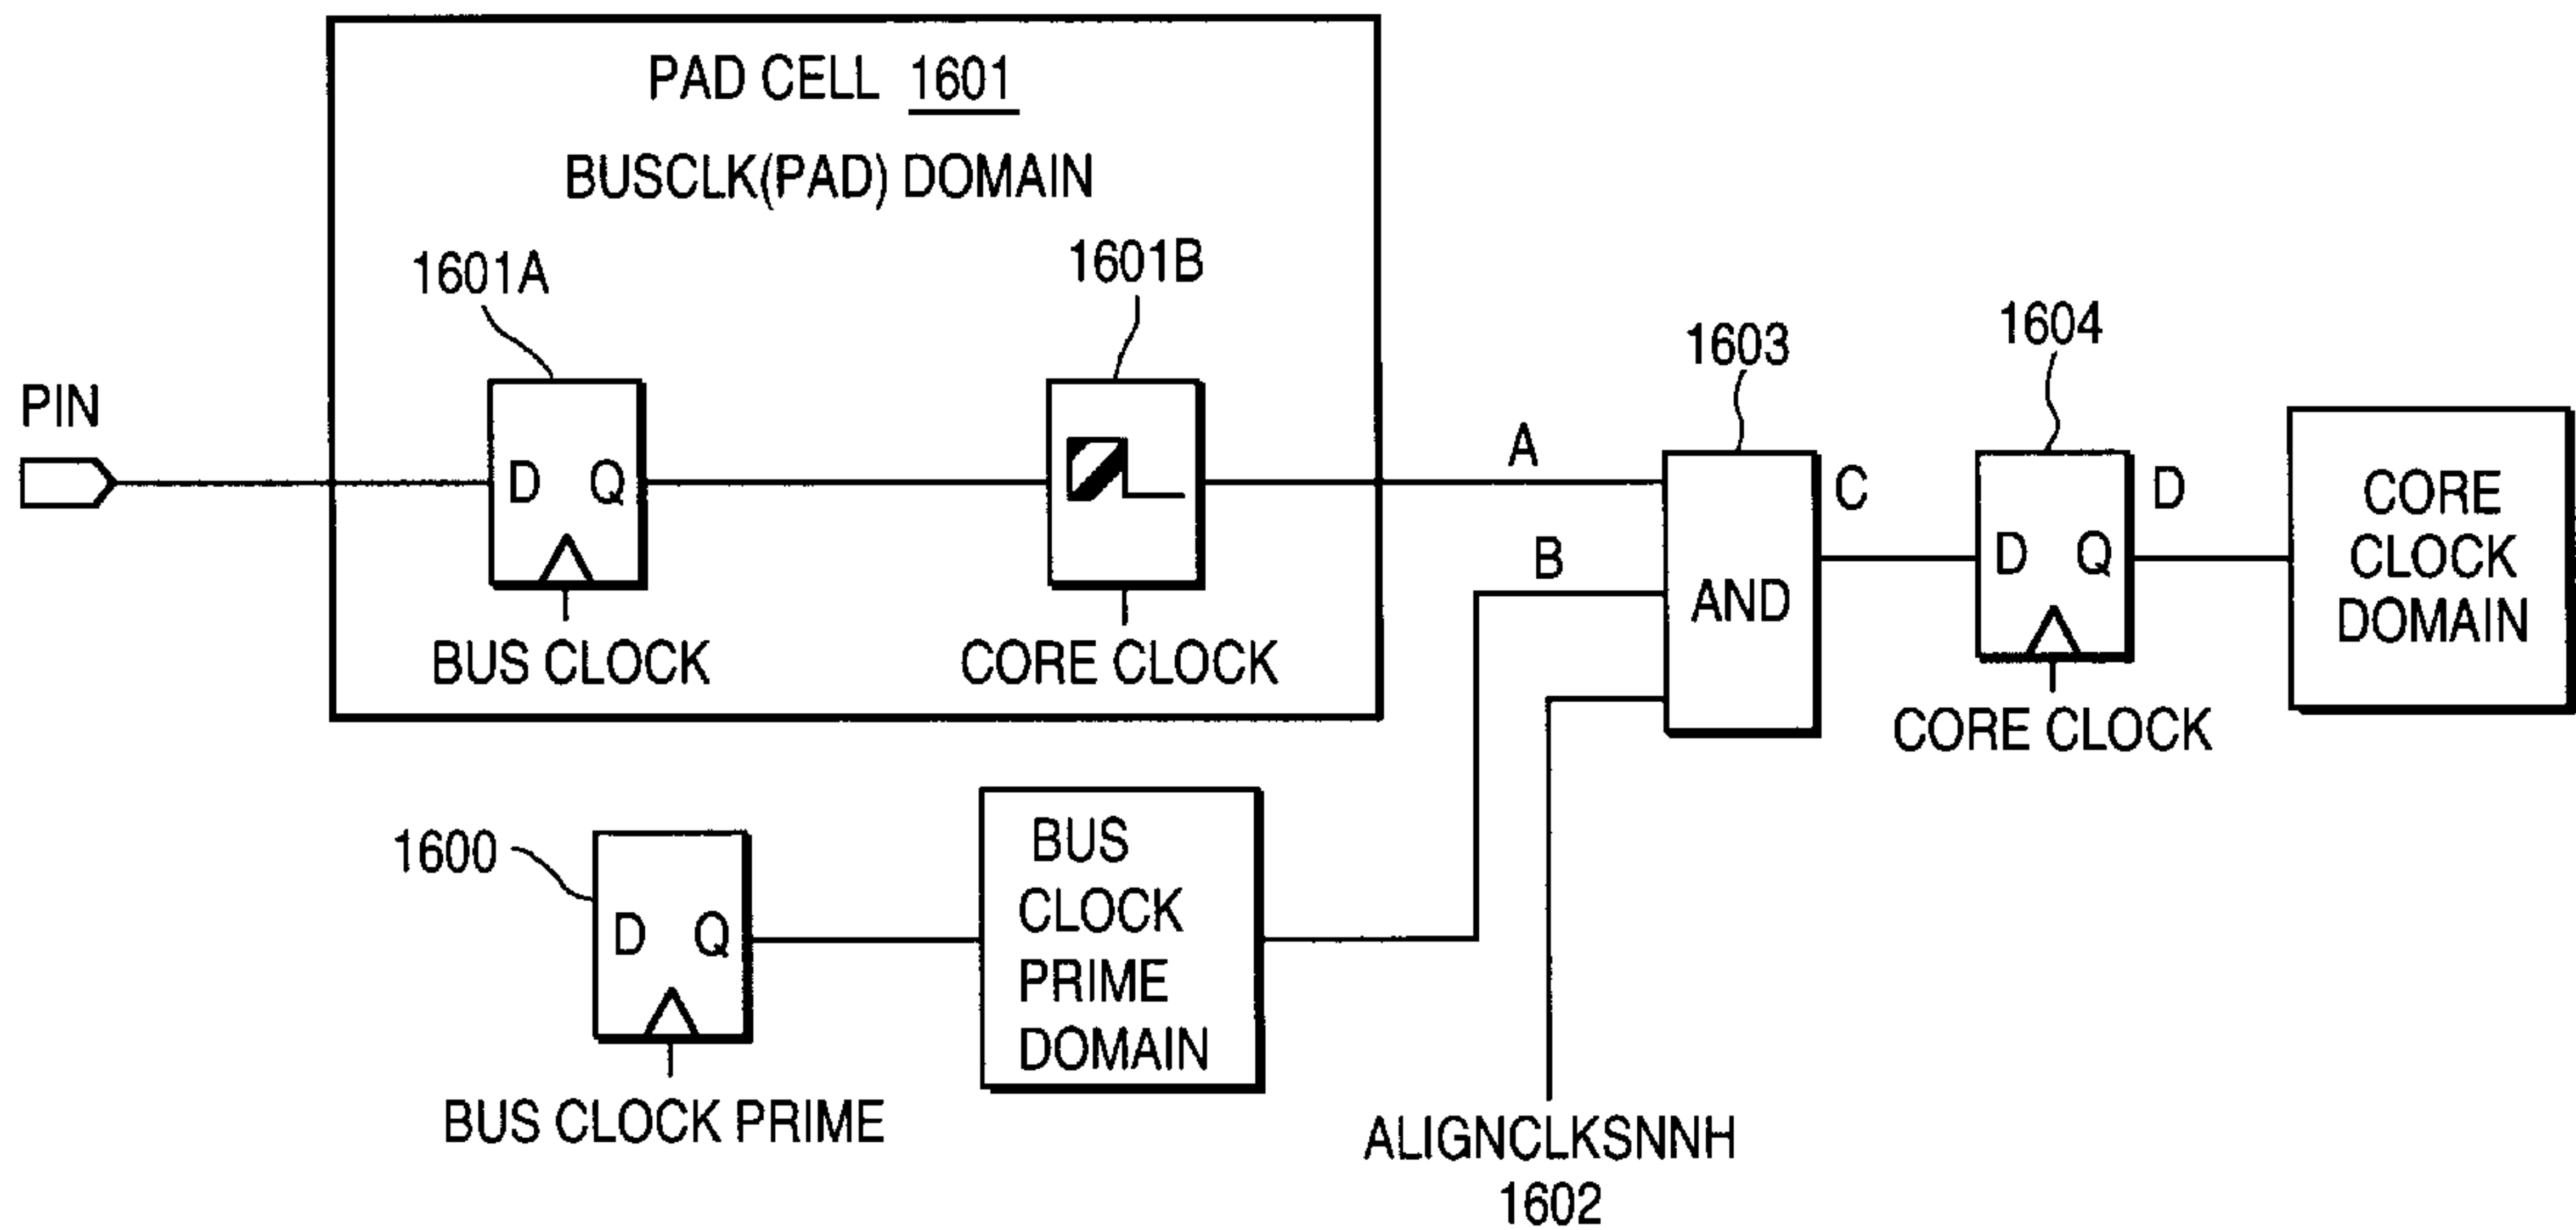 PAD CELL 1601
BUSCLK(PAD) DOMAIN
1601A
1601B
PIN
D Q
BUS CLOCK
CORE CLOCK
A
B
1603
AND
C
1604
D Q
CORE CLOCK
D
CORE
CLOCK
DOMAIN
1600
D Q
BUS CLOCK PRIME
BUS
CLOCK
PRIME
DOMAIN
ALIGNCLKSNNH
1602